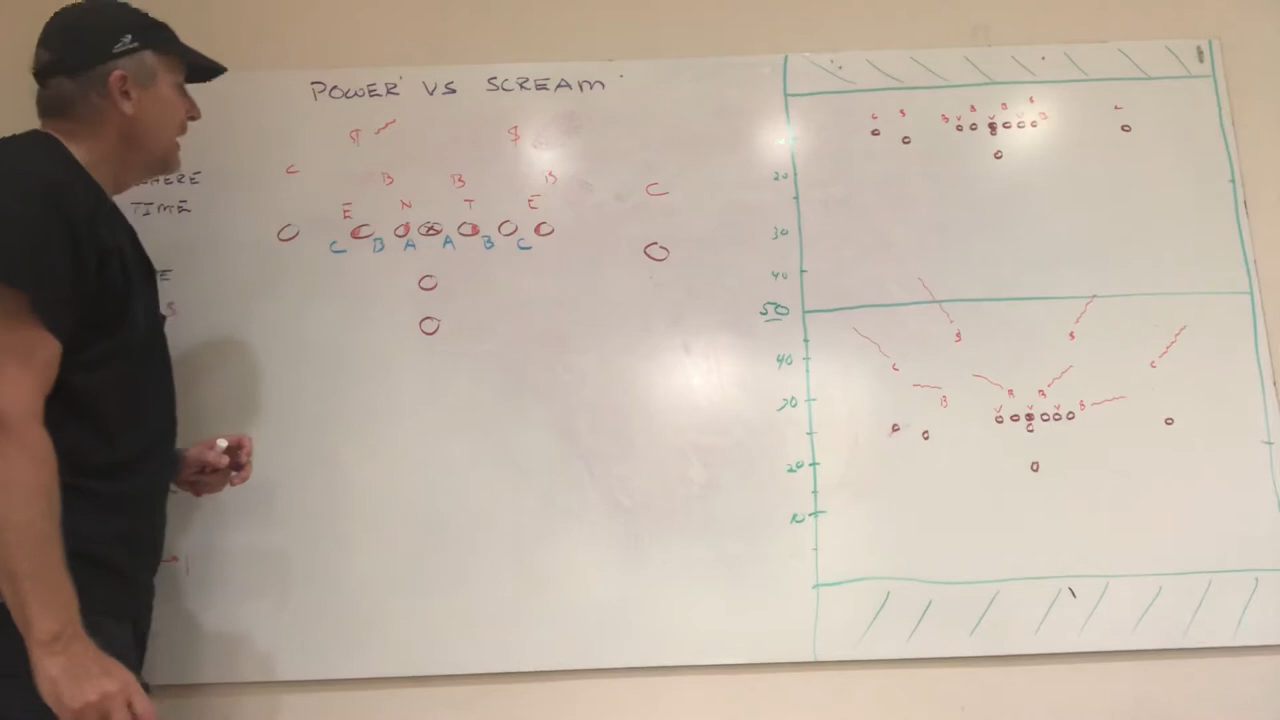 POWER VS SCREAM
HERE
TIME
E
S
S S
C B B B C
E N T E
C B A A B C
C S B S B S B C
V V
20
30
40
50
40
30
20
10
S S
C C
B B B B
V V V